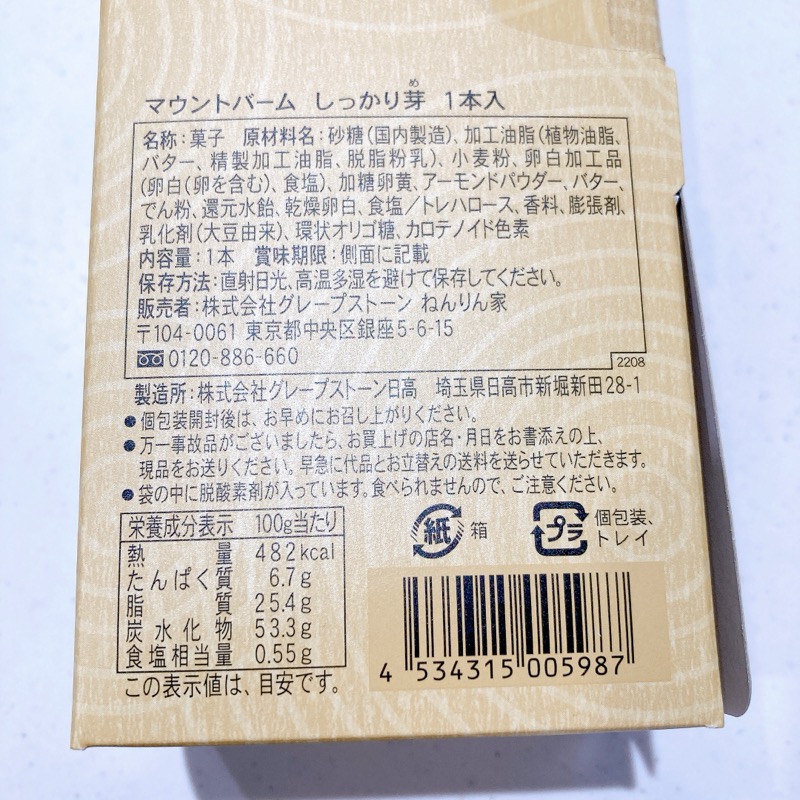 マウントバーム しっかり芽 1本入
め
名称:菓子 原材料名:砂糖(国内製造)、加工油脂(植物油脂、
バター、精製加工油脂、脱脂粉乳)、小麦粉、卵白加工品
(卵白(卵を含む)、食塩)、加糖卵黄、アーモンドパウダー、バター、
でん粉、還元水飴、乾燥卵白、食塩/トレハロース、香料、膨張剤、
乳化剤(大豆由来)、環状オリゴ糖、カロテノイド色素
内容量:1本 賞味期限:側面に記載
保存方法:直射日光、高温多湿を避けて保存してください。
販売者:株式会社グレープストーン ねんりん家
〒104-0061 東京都中央区銀座5-6-15
0120-886-660
2208
製造所:株式会社グレープストーン日高 埼玉県日高市新堀新田28-1
●個包装開封後は、お早めにお召し上がりください。
●万一事故品がございましたら、お買上げの店名・月日をお書添えの上、
現品をお送りください。早急に代品とお立替えの送料を送らせていただきます。
●袋の中に脱酸素剤が入っています。食べられませんので、ご注意ください。
栄養成分表示 100g当たり
熱量 482kcal
たんぱく質 6.7g
脂質 25.4g
炭水化物 53.3g
食塩相当量 0.55g
この表示値は、目安です。
紙 箱
プラ 個包装、
トレイ
4 534315 005987